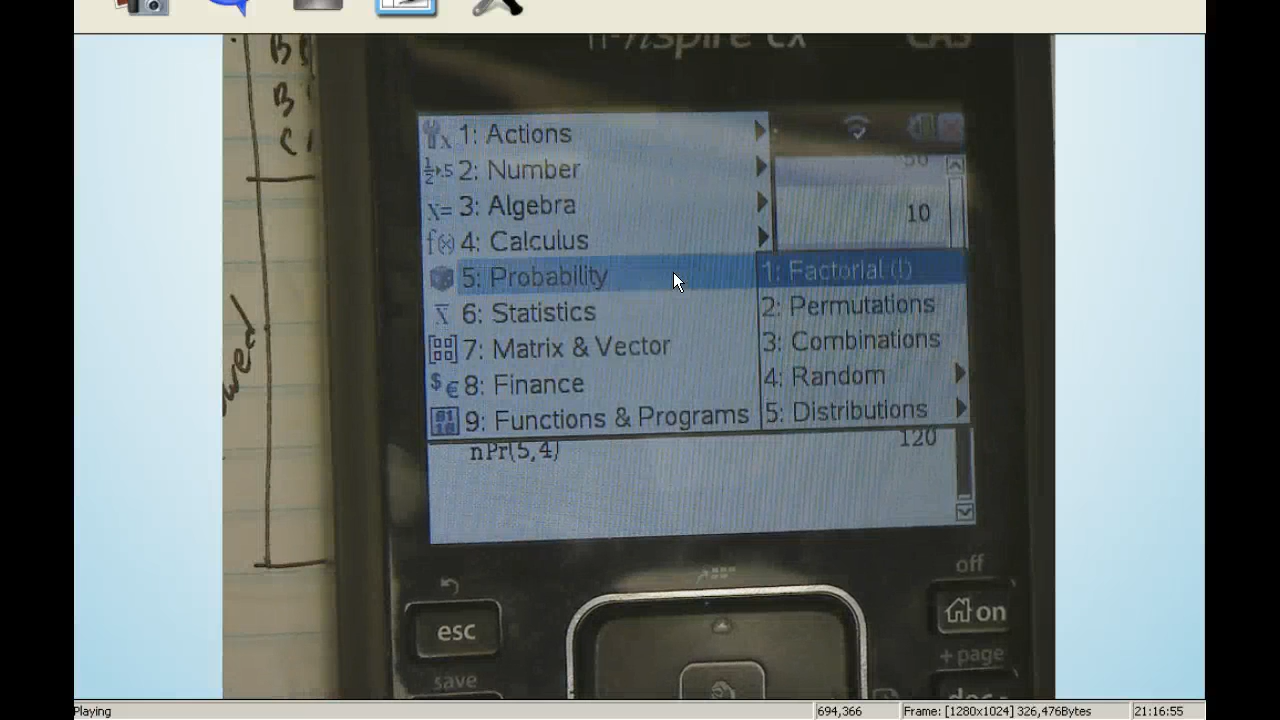 TI-nspire CX CAS
1: Actions
2: Number
3: Algebra
4: Calculus
5: Probability
6: Statistics
7: Matrix & Vector
8: Finance
9: Functions & Programs
1: Factorial (!)
2: Permutations
3: Combinations
4: Random
5: Distributions
50
10
nPr(5,4) 120
off
esc
on
+ page
save
doc
Playing 694,366 Frame: [1280x1024] 326,476Bytes 21:16:55